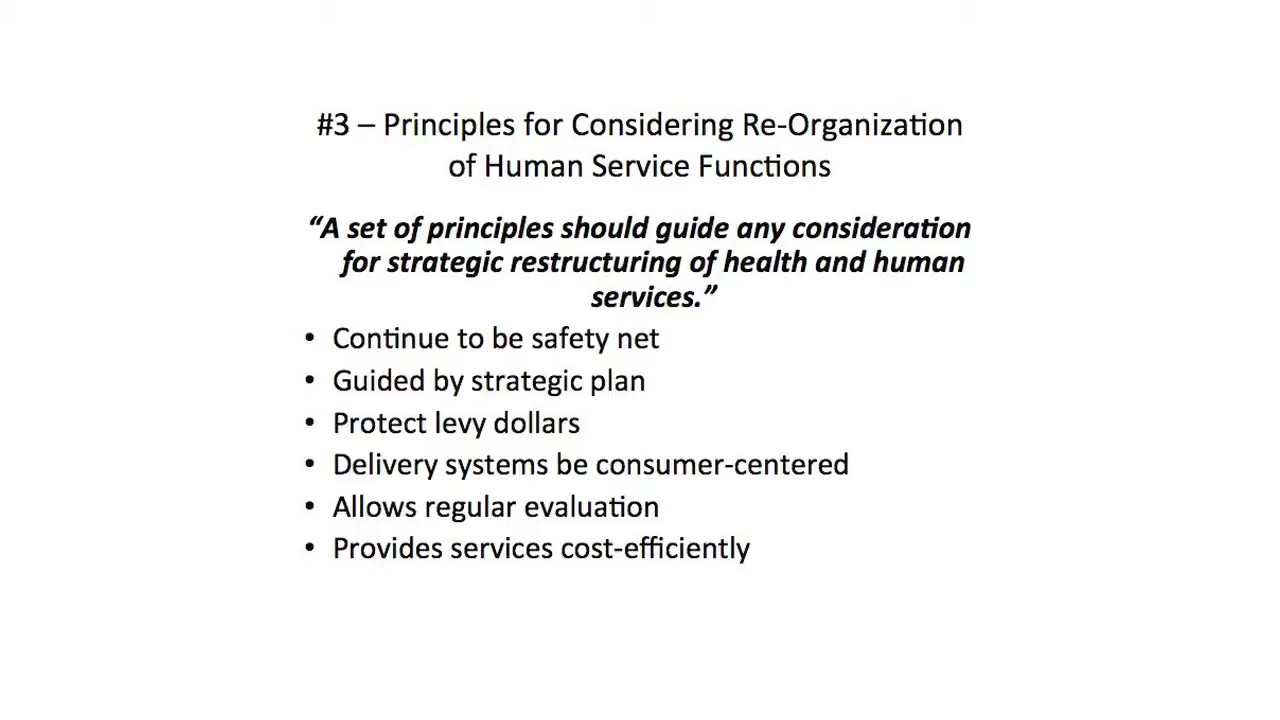 #3 – Principles for Considering Re-Organization
of Human Service Functions
“A set of principles should guide any consideration
for strategic restructuring of health and human
services.”
• Continue to be safety net
• Guided by strategic plan
• Protect levy dollars
• Delivery systems be consumer-centered
• Allows regular evaluation
• Provides services cost-efficiently